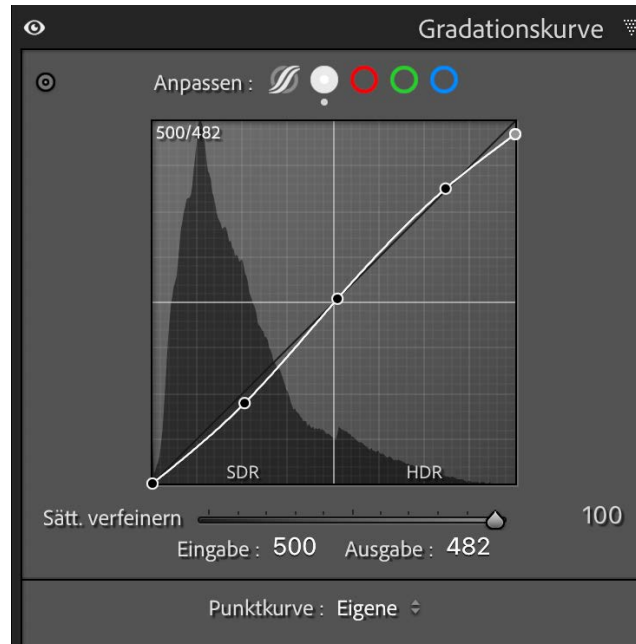 Gradationskurve
Anpassen :
500/482
SDR HDR
Sätt. verfeinern 100
Eingabe : 500 Ausgabe : 482
Punktkurve : Eigene